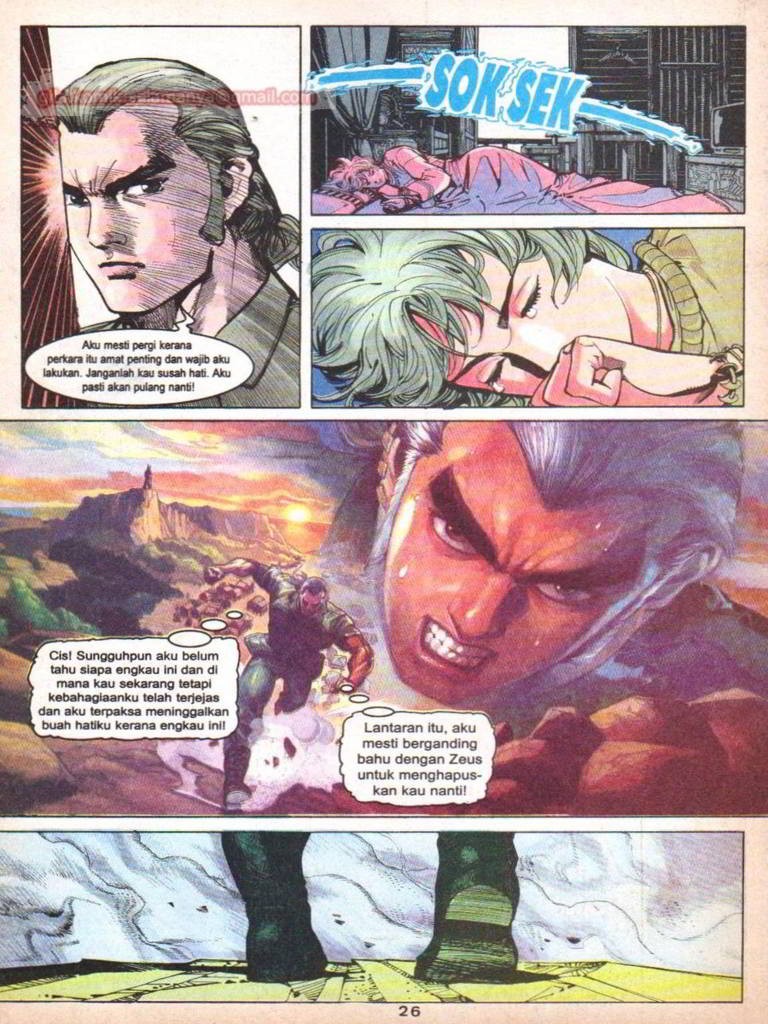 Aku mesti pergi kerana
perkara itu amat penting dan wajib aku
lakukan. Janganlah kau susah hati. Aku
pasti akan pulang nanti!
SOK SEK
Cis! Sungguhpun aku belum
tahu siapa engkau ini dan di
mana kau sekarang tetapi
kebahagiaanku telah terjejas
dan aku terpaksa meninggalkan
buah hatiku kerana engkau ini!
Lantaran itu, aku
mesti berganding
bahu dengan Zeus
untuk menghapus-
kan kau nanti!
26